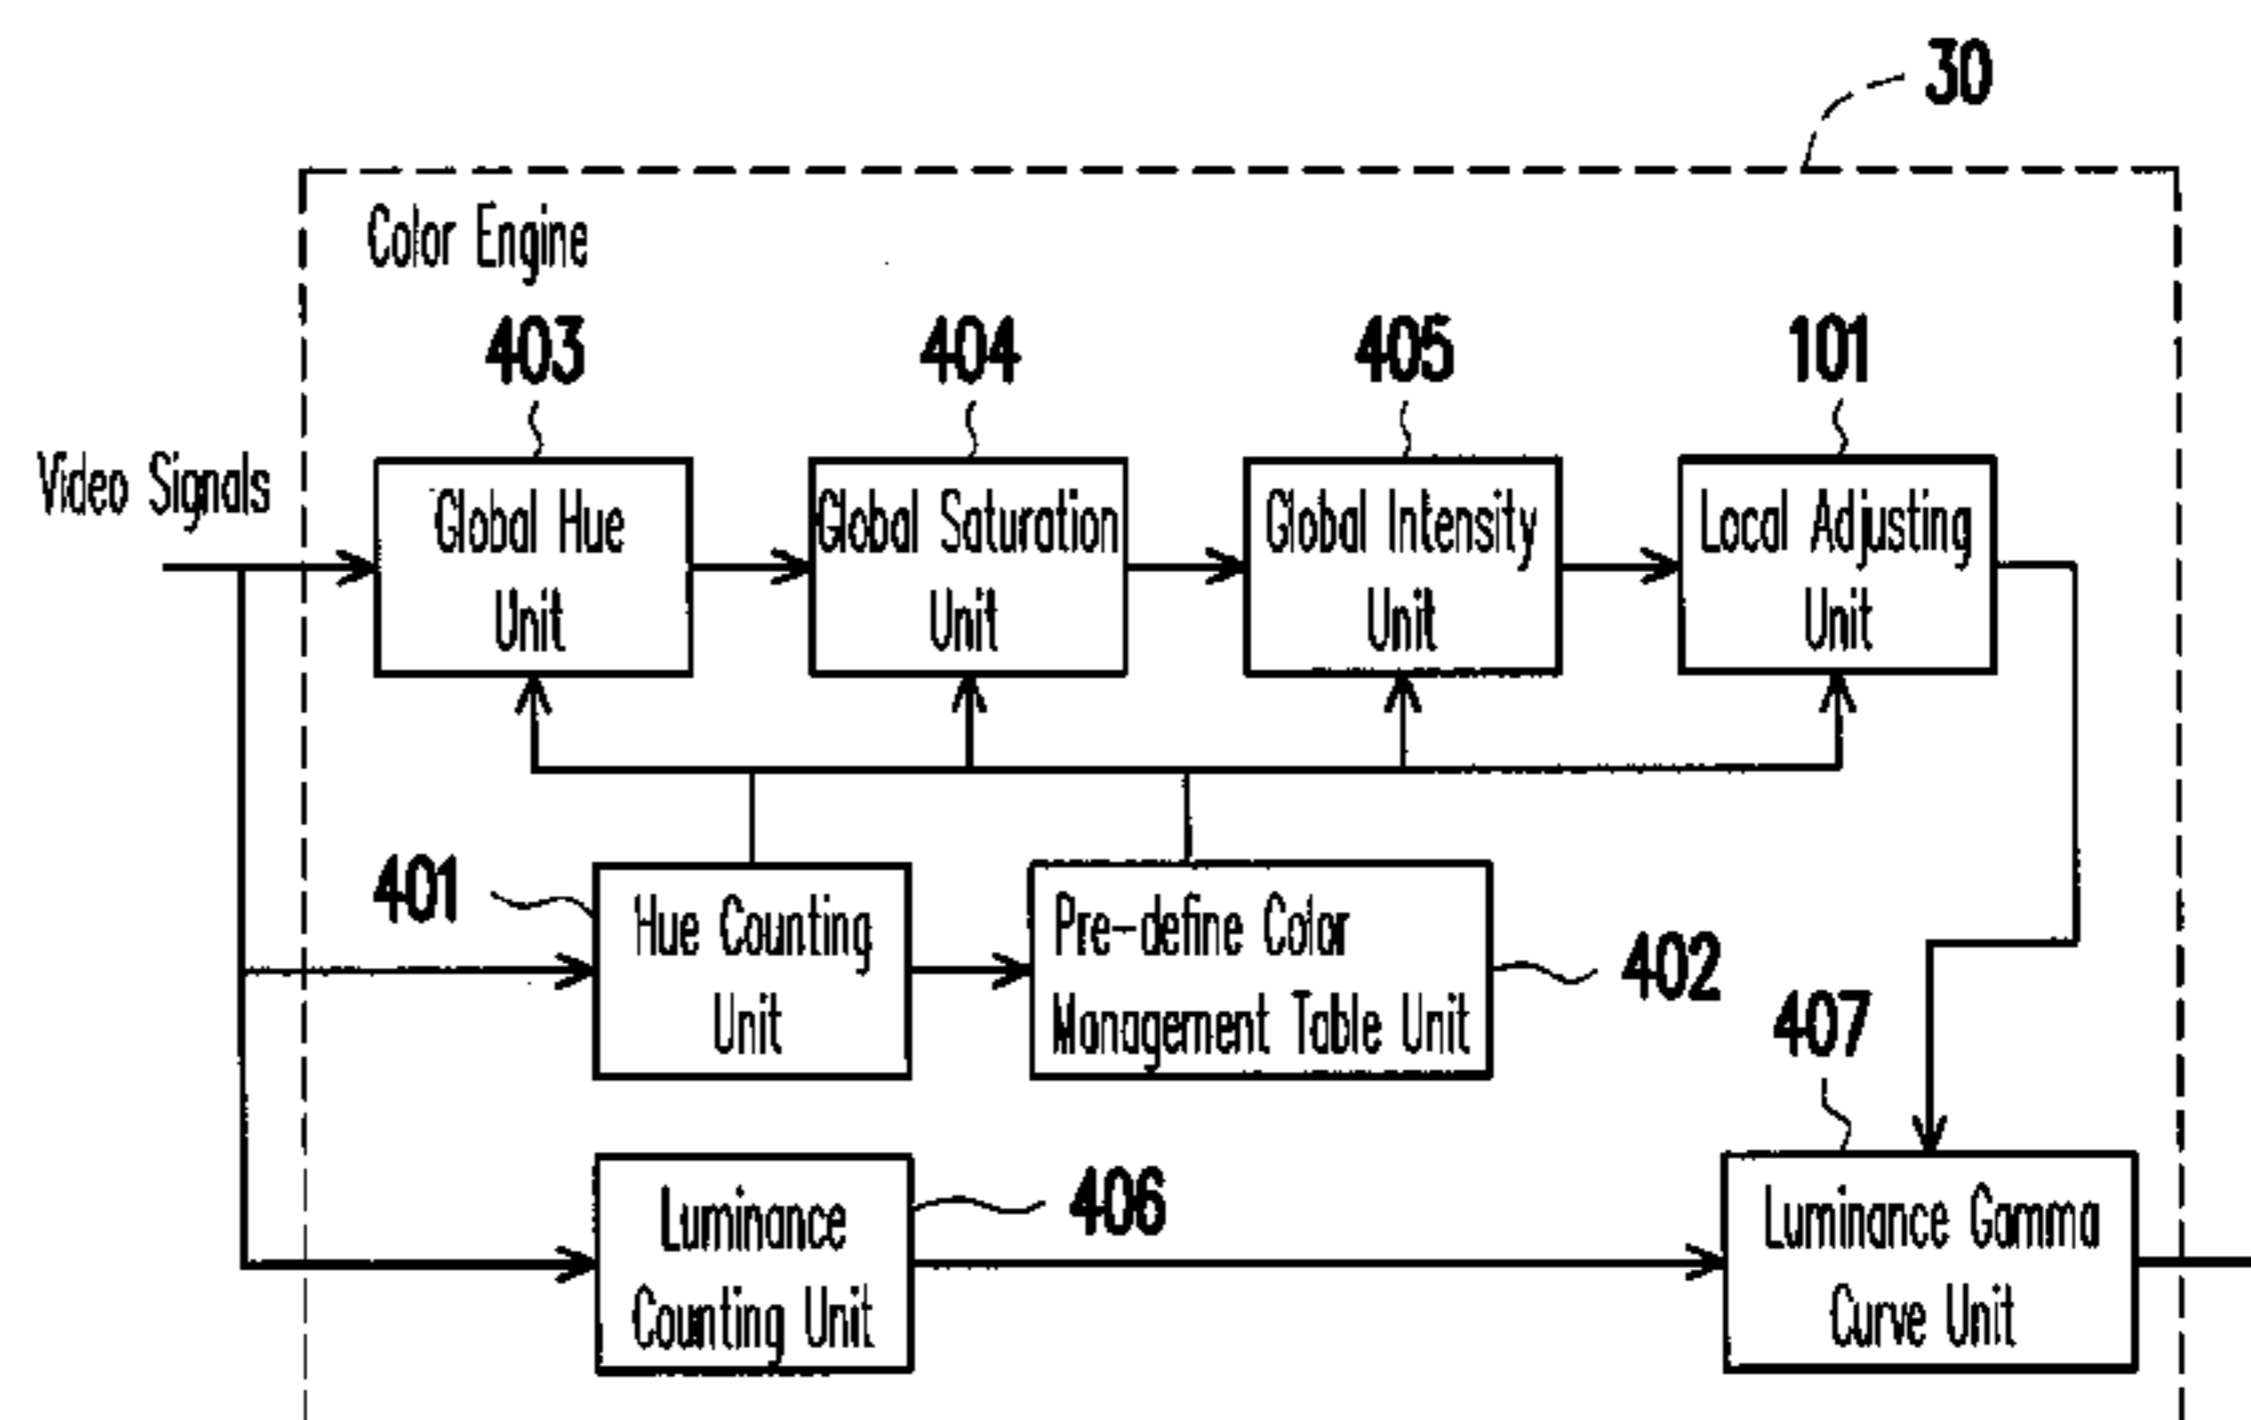 30
Color Engine
403
404
405
101
Video Signals
Global Hue
Unit
Global Saturation
Unit
Global Intensity
Unit
Local Adjusting
Unit
401
Hue Counting
Unit
Pre-define Color
Management Table Unit
402
407
Luminance
Counting Unit
406
Luminance Gamma
Curve Unit